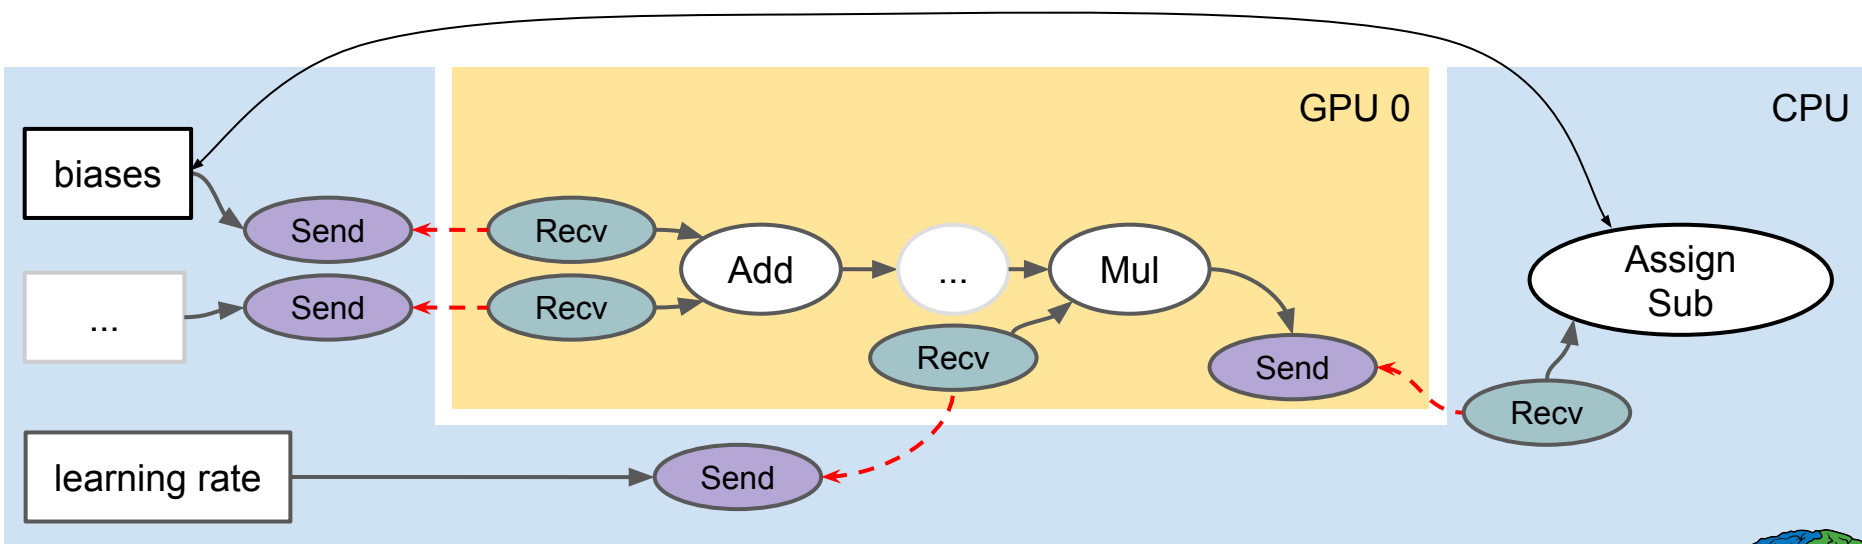 GPU 0
CPU
biases
Send
Recv
Add
...
Mul
Assign
Sub
...
Send
Recv
Recv
Send
Recv
learning rate
Send